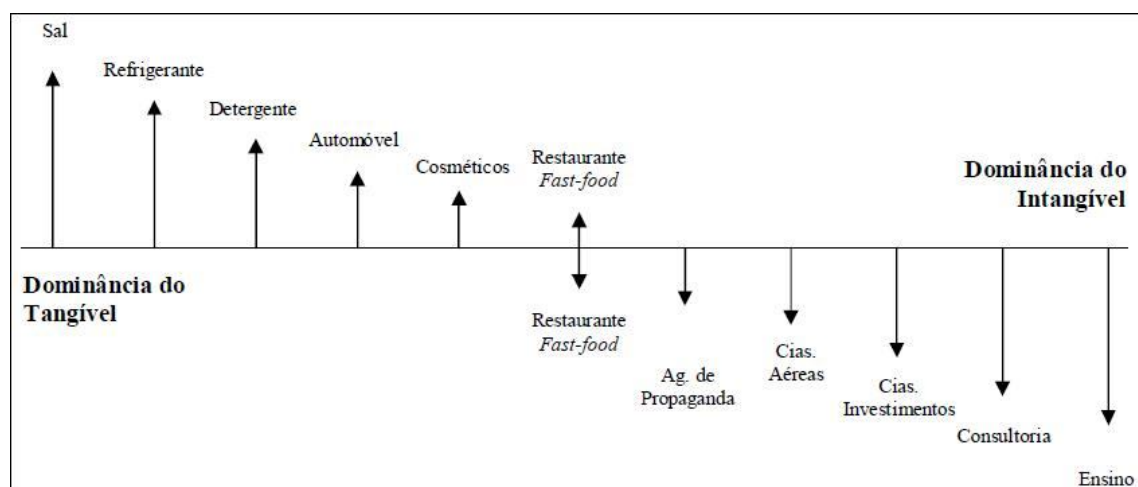 Sal
Refrigerante
Detergente
Automóvel
Cosméticos
Restaurante
Fast-food
Dominância do
Intangível
Dominância do
Tangível
Restaurante
Fast-food
Ag. de
Propaganda
Cias.
Aéreas
Cias.
Investimentos
Consultoria
Ensino